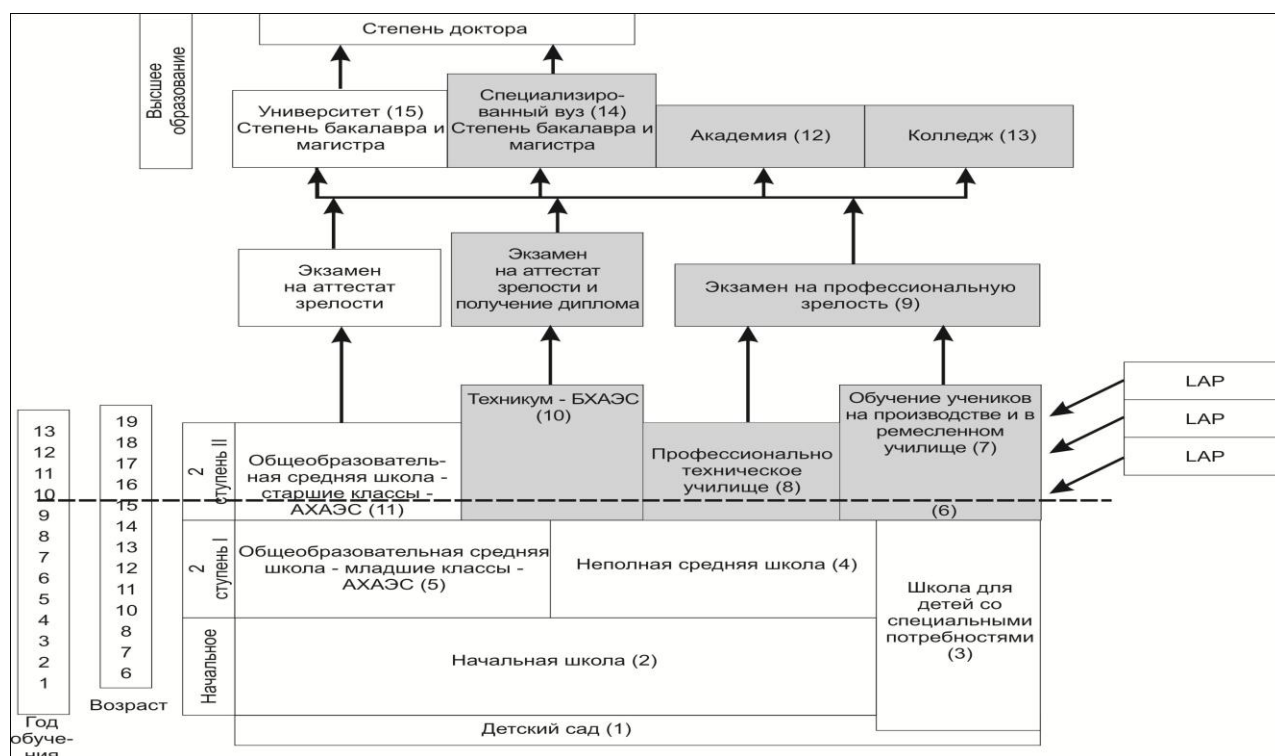 Высшее
образование
Степень доктора
Университет (15)
Степень бакалавра и
магистра
Специализиро-
ванный вуз (14)
Степень бакалавра и
магистра
Академия (12)
Колледж (13)
Экзамен
на аттестат
зрелости
Экзамен
на аттестат
зрелости и
получение диплома
Экзамен на профессиональную
зрелость (9)
13
12
11
10
9
8
7
6
5
4
3
2
1
Год
обуче-
ния
19
18
17
16
15
14
13
12
11
10
8
7
6
Возраст
2
ступень II
Общеобразователь-
ная средняя школа -
старшие классы -
АХАЭС (11)
Техникум - БХАЭС
(10)
Профессионально
техническое
училище (8)
Обучение учеников
на производстве и в
ремесленном
училище (7)
(6)
LAP
LAP
LAP
2
ступень I
Общеобразовательная средняя
школа - младшие классы -
АХАЭС (5)
Неполная средняя школа (4)
Школа для
детей со
специальными
потребностями
(3)
Начальное
Начальная школа (2)
Детский сад (1)